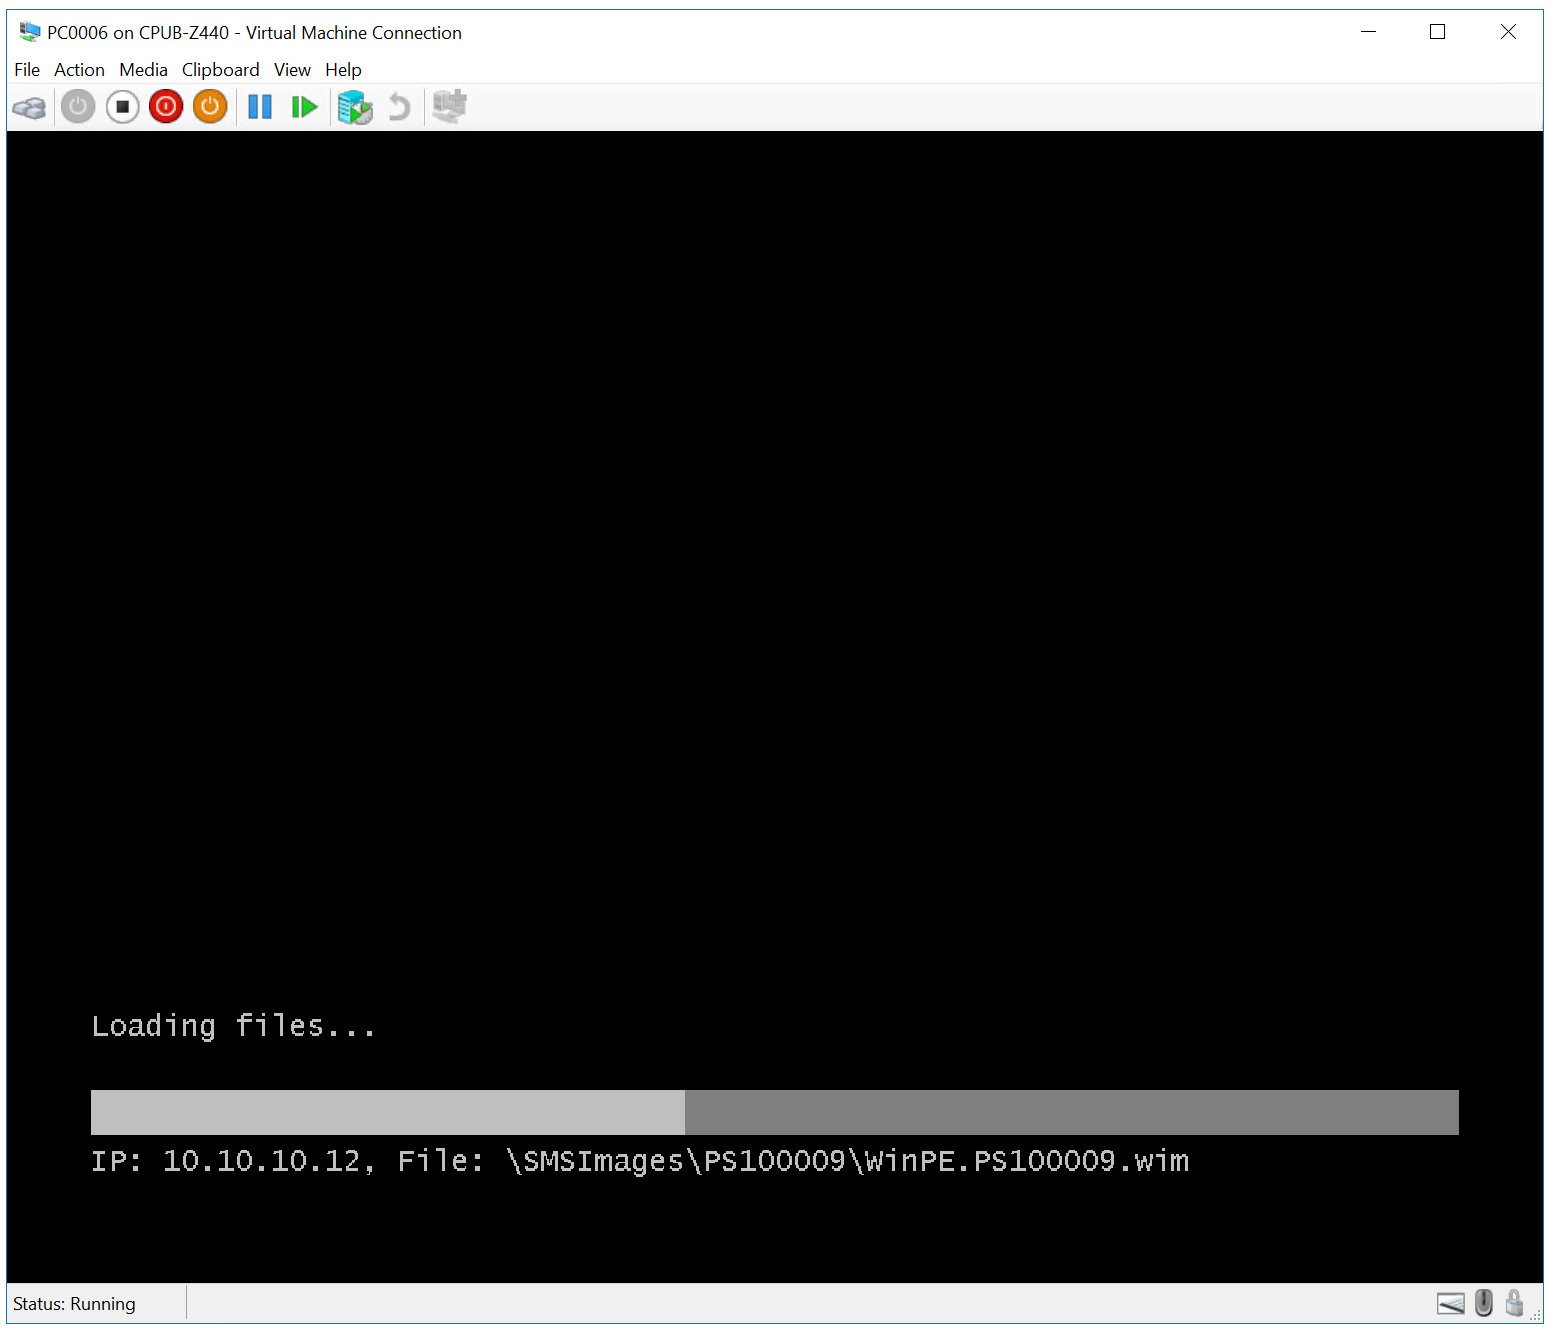 PC0006 on CPUB-Z440 - Virtual Machine Connection
File Action Media Clipboard View Help
Loading files...
IP: 10.10.10.12, File: \SMSImages\PS100009\WinPE.PS100009.wim
Status: Running